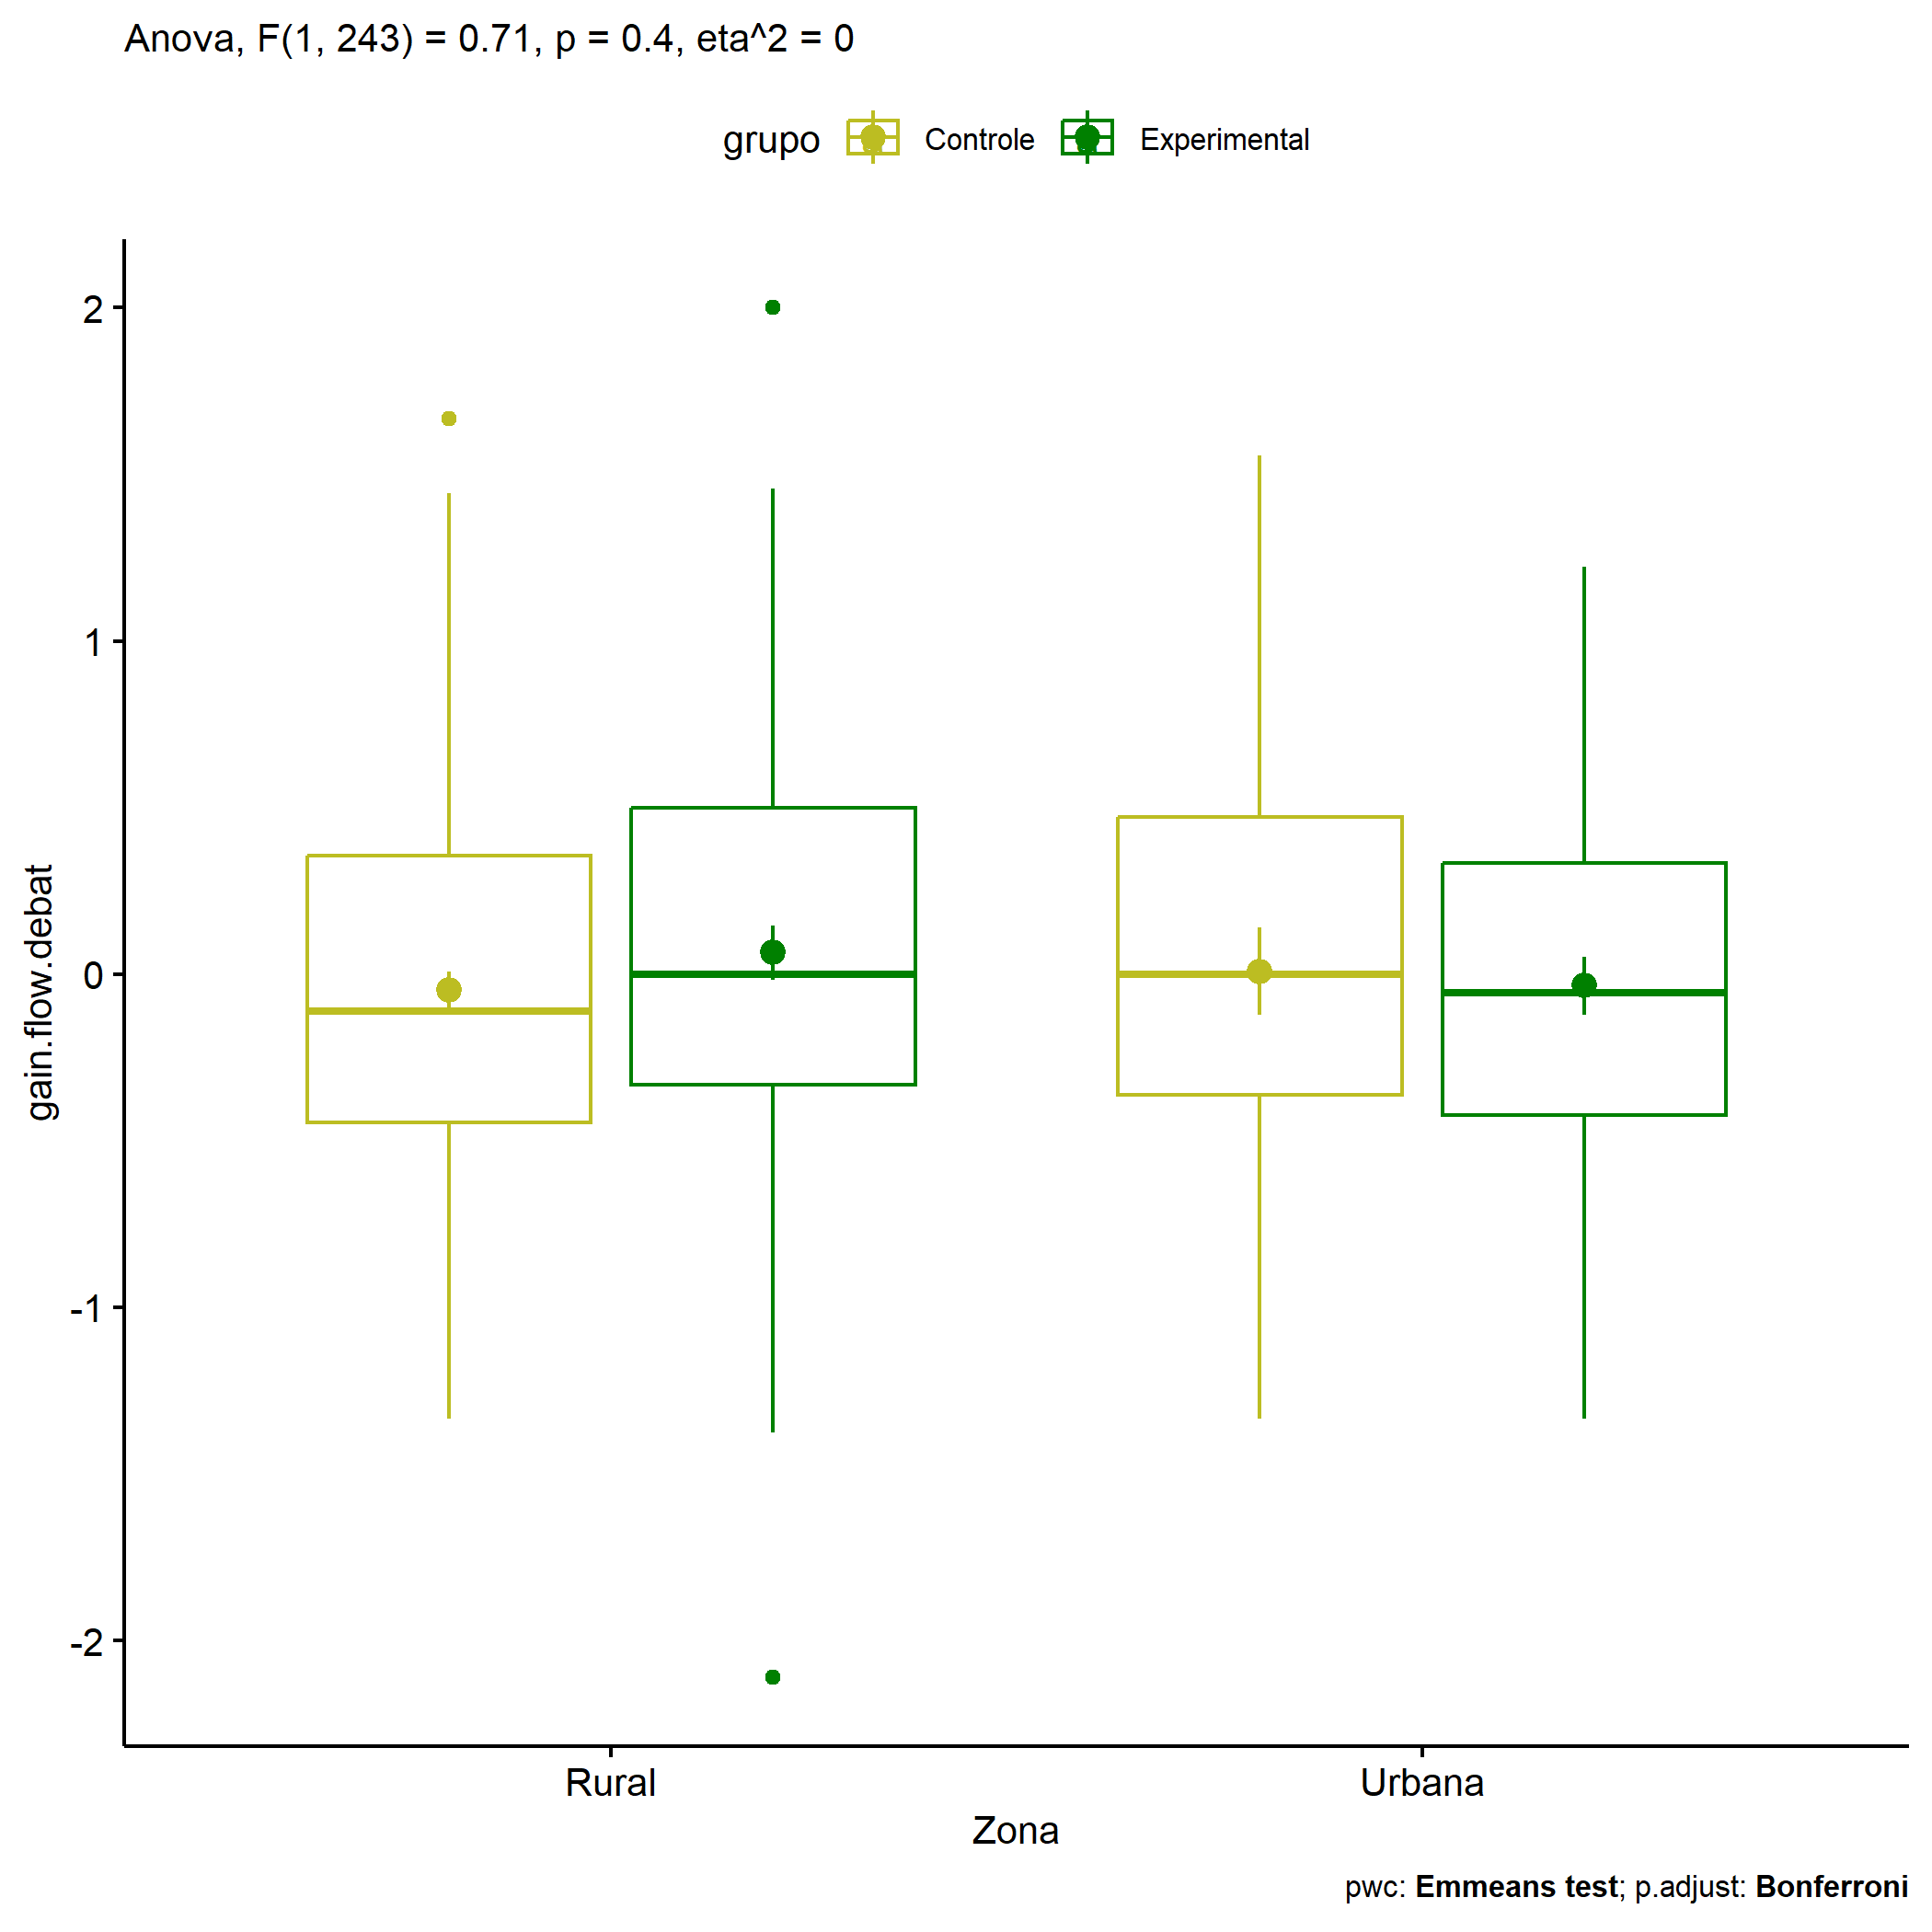 Anova, F(1, 243) = 0.71, p = 0.4, eta^2 = 0
grupo Controle Experimental
gain.flow.debat
2
1
0
-1
-2
Rural Urbana
Zona
pwc: Emmeans test; p.adjust: Bonferroni